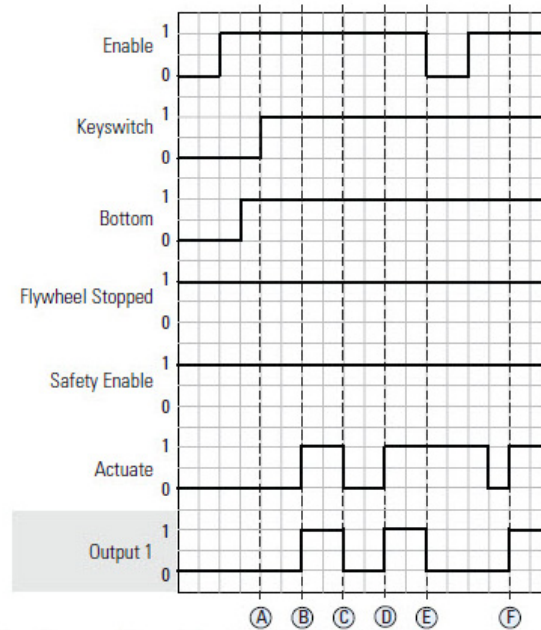 Enable 1
0
Keyswitch 1
0
Bottom 1
0
Flywheel Stopped 1
0
Safety Enable 1
0
Actuate 1
0
Output 1 1
0
Ⓐ Ⓑ Ⓒ Ⓓ Ⓔ Ⓕ